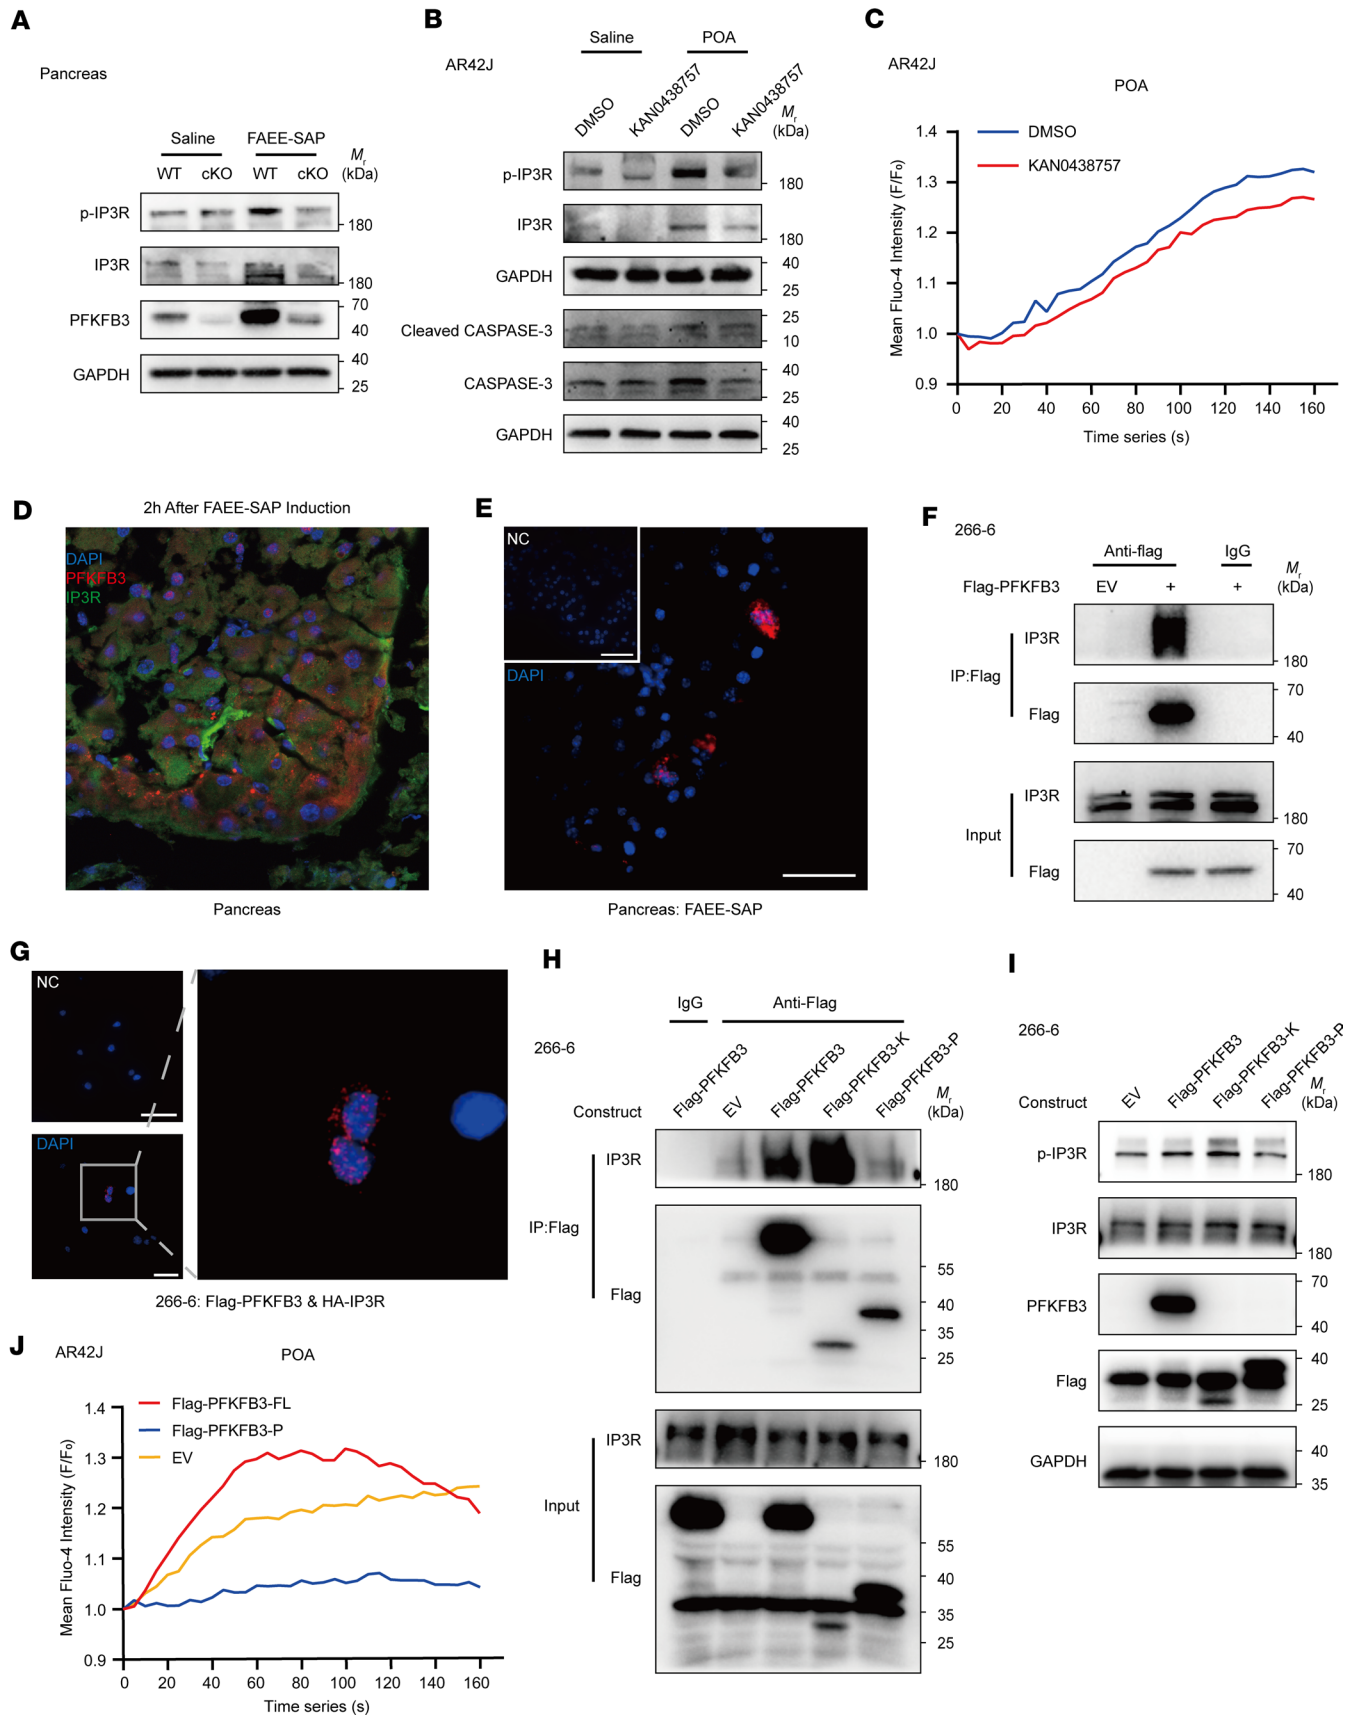 A
Pancreas
Saline FAEE-SAP
WT cKO WT cKO
Mr (kDa)
p-IP3R 180
IP3R 180
PFKFB3 70 40
GAPDH 40 25
B
AR42J
Saline POA
DMSO KAN0438757 DMSO KAN0438757
Mr (kDa)
p-IP3R 180
IP3R 180
GAPDH 40 25
Cleaved CASPASE-3 25 10
CASPASE-3 40 25
GAPDH 40 25
C
AR42J
POA
DMSO
KAN0438757
Mean Fluo-4 Intensity (F/F₀)
1.4
1.3
1.2
1.1
1.0
0.9
0 20 40 60 80 100 120 140 160
Time series (s)
D
2h After FAEE-SAP Induction
DAPI
PFKFB3
IP3R
Pancreas
E
NC
DAPI
Pancreas: FAEE-SAP
F
266-6
Anti-flag IgG
Flag-PFKFB3 EV + +
Mr (kDa)
IP:Flag
IP3R 180
Flag 70 40
Input
IP3R 180
Flag 70 40
G
NC
DAPI
266-6: Flag-PFKFB3 & HA-IP3R
H
266-6
IgG Anti-Flag
Construct Flag-PFKFB3 EV Flag-PFKFB3 Flag-PFKFB3-K Flag-PFKFB3-P
Mr (kDa)
IP:Flag
IP3R 180
Flag 55 40 35 25
Input
IP3R 180
Flag 55 40 35 25
I
266-6
Construct EV Flag-PFKFB3 Flag-PFKFB3-K Flag-PFKFB3-P
Mr (kDa)
p-IP3R 180
IP3R 180
PFKFB3 70 40
Flag 40 25
GAPDH 40 35
J
AR42J
POA
Flag-PFKFB3-FL
Flag-PFKFB3-P
EV
Mean Fluo-4 Intensity (F/F₀)
1.4
1.3
1.2
1.1
1.0
0.9
0 20 40 60 80 100 120 140 160
Time series (s)